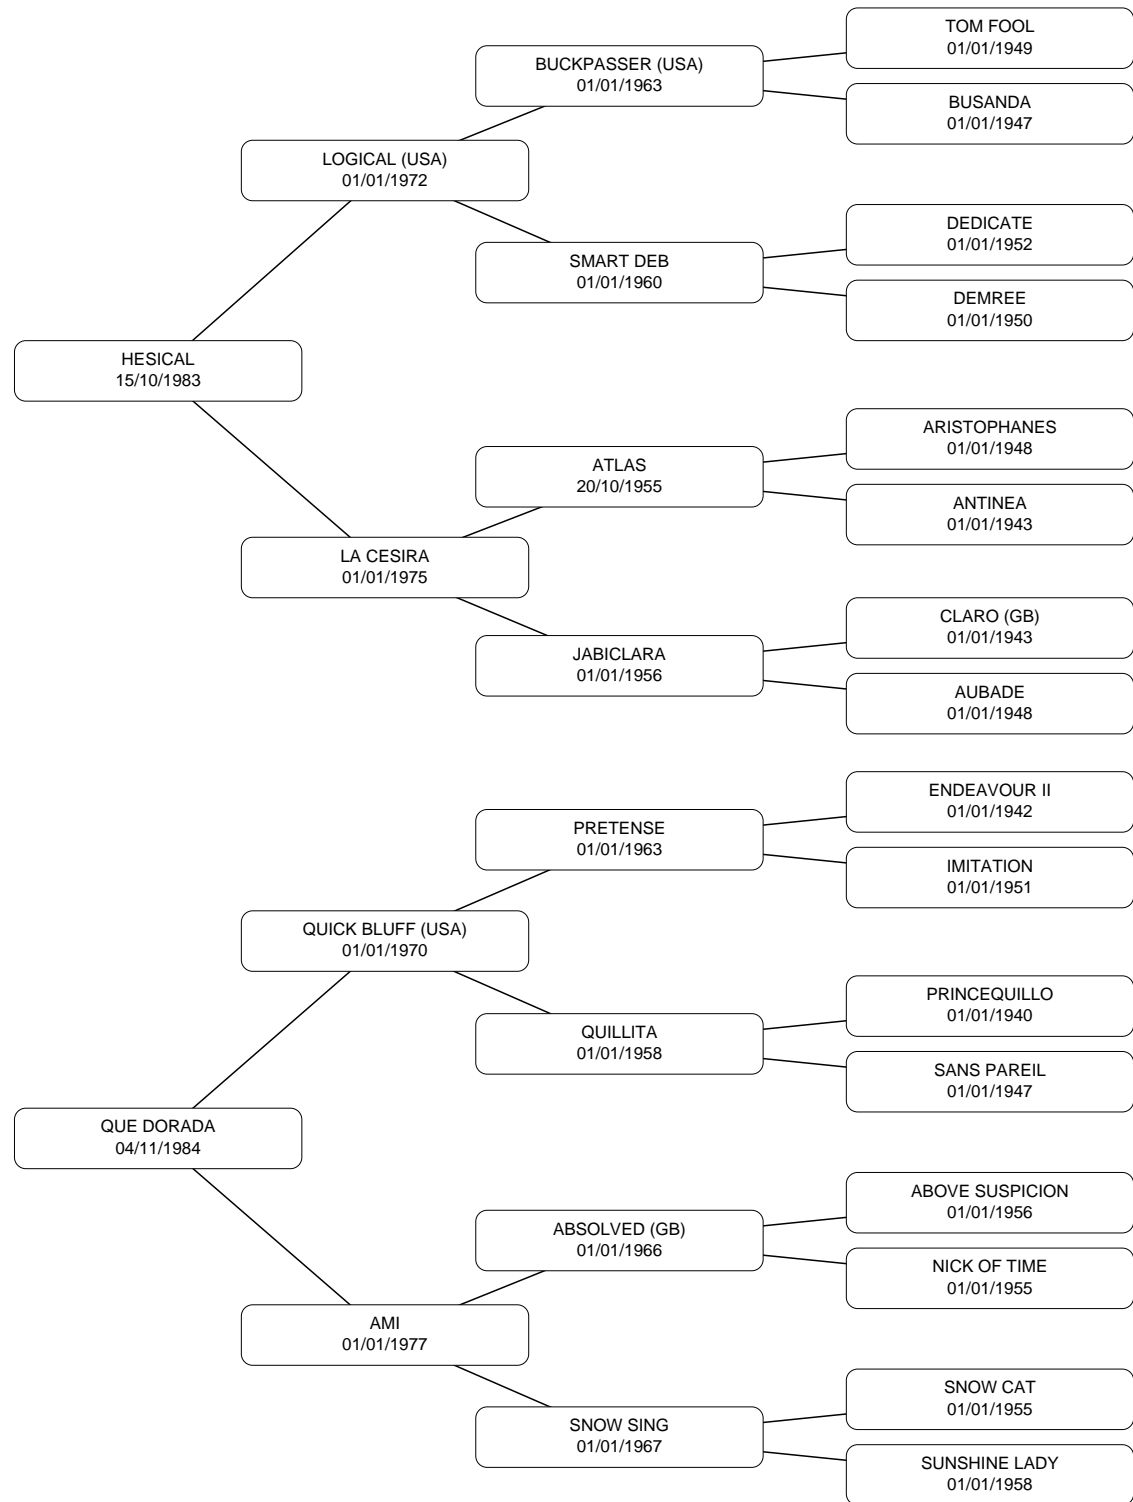 TOM FOOL
01/01/1949
BUCKPASSER (USA)
01/01/1963
BUSANDA
01/01/1947
LOGICAL (USA)
01/01/1972
DEDICATE
01/01/1952
SMART DEB
01/01/1960
DEMREE
01/01/1950
HESICAL
15/10/1983
ARISTOPHANES
01/01/1948
ATLAS
20/10/1955
ANTINEA
01/01/1943
LA CESIRA
01/01/1975
CLARO (GB)
01/01/1943
JABICLARA
01/01/1956
AUBADE
01/01/1948
ENDEAVOUR II
01/01/1942
PRETENSE
01/01/1963
IMITATION
01/01/1951
QUICK BLUFF (USA)
01/01/1970
PRINCEQUILLO
01/01/1940
QUILLITA
01/01/1958
SANS PAREIL
01/01/1947
QUE DORADA
04/11/1984
ABOVE SUSPICION
01/01/1956
ABSOLVED (GB)
01/01/1966
NICK OF TIME
01/01/1955
AMI
01/01/1977
SNOW CAT
01/01/1955
SNOW SING
01/01/1967
SUNSHINE LADY
01/01/1958